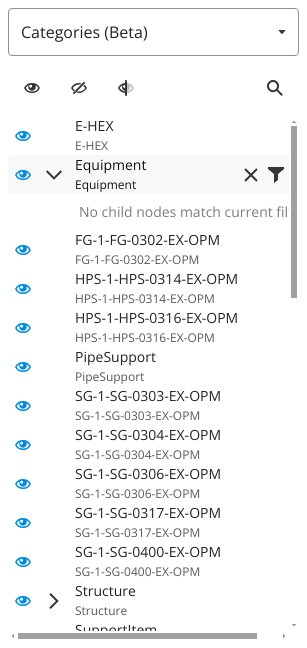 Categories (Beta)
E-HEX
E-HEX
Equipment
Equipment
No child nodes match current fil
FG-1-FG-0302-EX-OPM
FG-1-FG-0302-EX-OPM
HPS-1-HPS-0314-EX-OPM
HPS-1-HPS-0314-EX-OPM
HPS-1-HPS-0316-EX-OPM
HPS-1-HPS-0316-EX-OPM
PipeSupport
PipeSupport
SG-1-SG-0303-EX-OPM
SG-1-SG-0303-EX-OPM
SG-1-SG-0304-EX-OPM
SG-1-SG-0304-EX-OPM
SG-1-SG-0306-EX-OPM
SG-1-SG-0306-EX-OPM
SG-1-SG-0317-EX-OPM
SG-1-SG-0317-EX-OPM
SG-1-SG-0400-EX-OPM
SG-1-SG-0400-EX-OPM
Structure
Structure
SupportItem